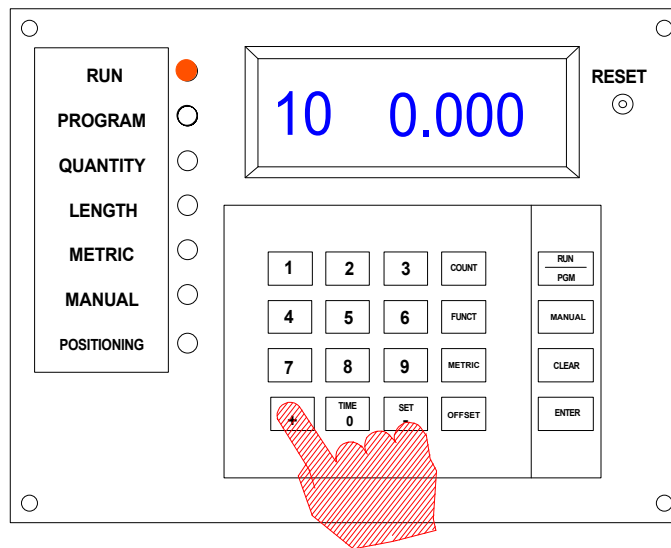 RUN
PROGRAM
QUANTITY
LENGTH
METRIC
MANUAL
POSITIONING
10 0.000
RESET
1 2 3 COUNT
4 5 6 FUNCT
7 8 9 METRIC
+ TIME 0 SET - OFFSET
RUN
PGM
MANUAL
CLEAR
ENTER